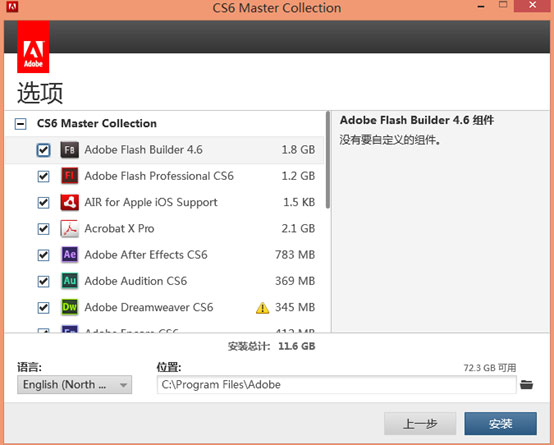 CS6 Master Collection
Adobe
选项
CS6 Master Collection
Fb Adobe Flash Builder 4.6 1.8 GB
Fl Adobe Flash Professional CS6 1.2 GB
AIR for Apple iOS Support 1.5 KB
Acrobat X Pro 2.1 GB
Ae Adobe After Effects CS6 783 MB
Au Adobe Audition CS6 369 MB
Dw Adobe Dreamweaver CS6 345 MB
Adobe Encore CS6 412 MB
Adobe Flash Builder 4.6 组件
没有要自定义的组件。
安装总计: 11.6 GB
语言:
English (North ...
位置:
72.3 GB 可用
C:\Program Files\Adobe
上一步
安装